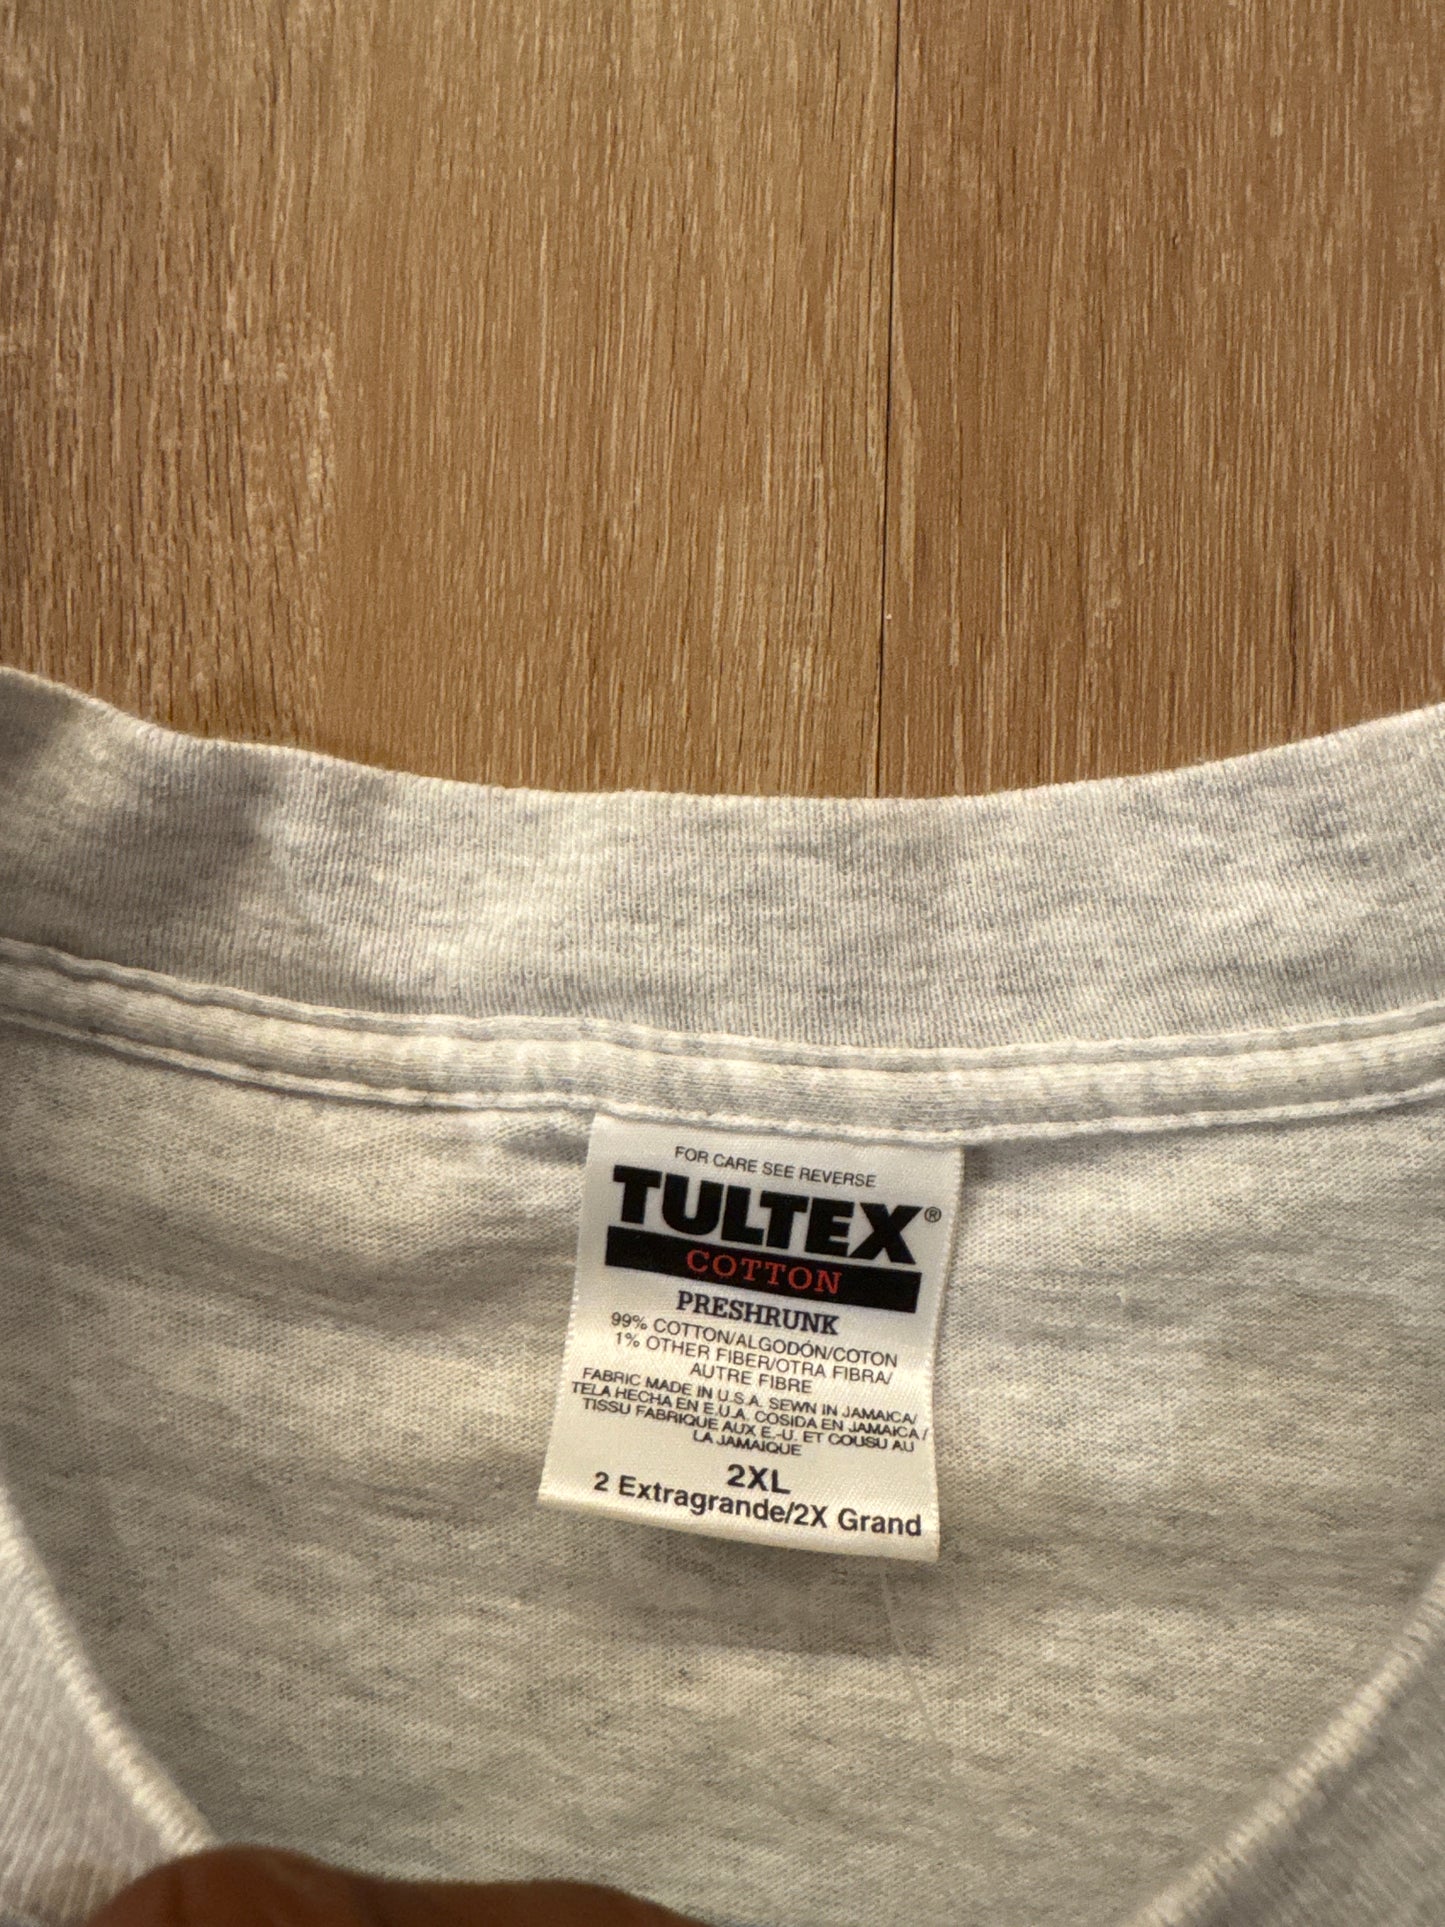 FOR CARE SEE REVERSE
TULTEX®
COTTON
PRESHRUNK
99% COTTON/ALGODÓN/COTON
1% OTHER FIBER/OTRA FIBRA/
AUTRE FIBRE
FABRIC MADE IN U.S.A. SEWN IN JAMAICA/
TELA HECHA EN E.U.A. COSIDA EN JAMAICA/
TISSU FABRIQUE AUX E.-U. ET COUSU AU
LA JAMAIQUE
2XL
2 Extragrande/2X Grand